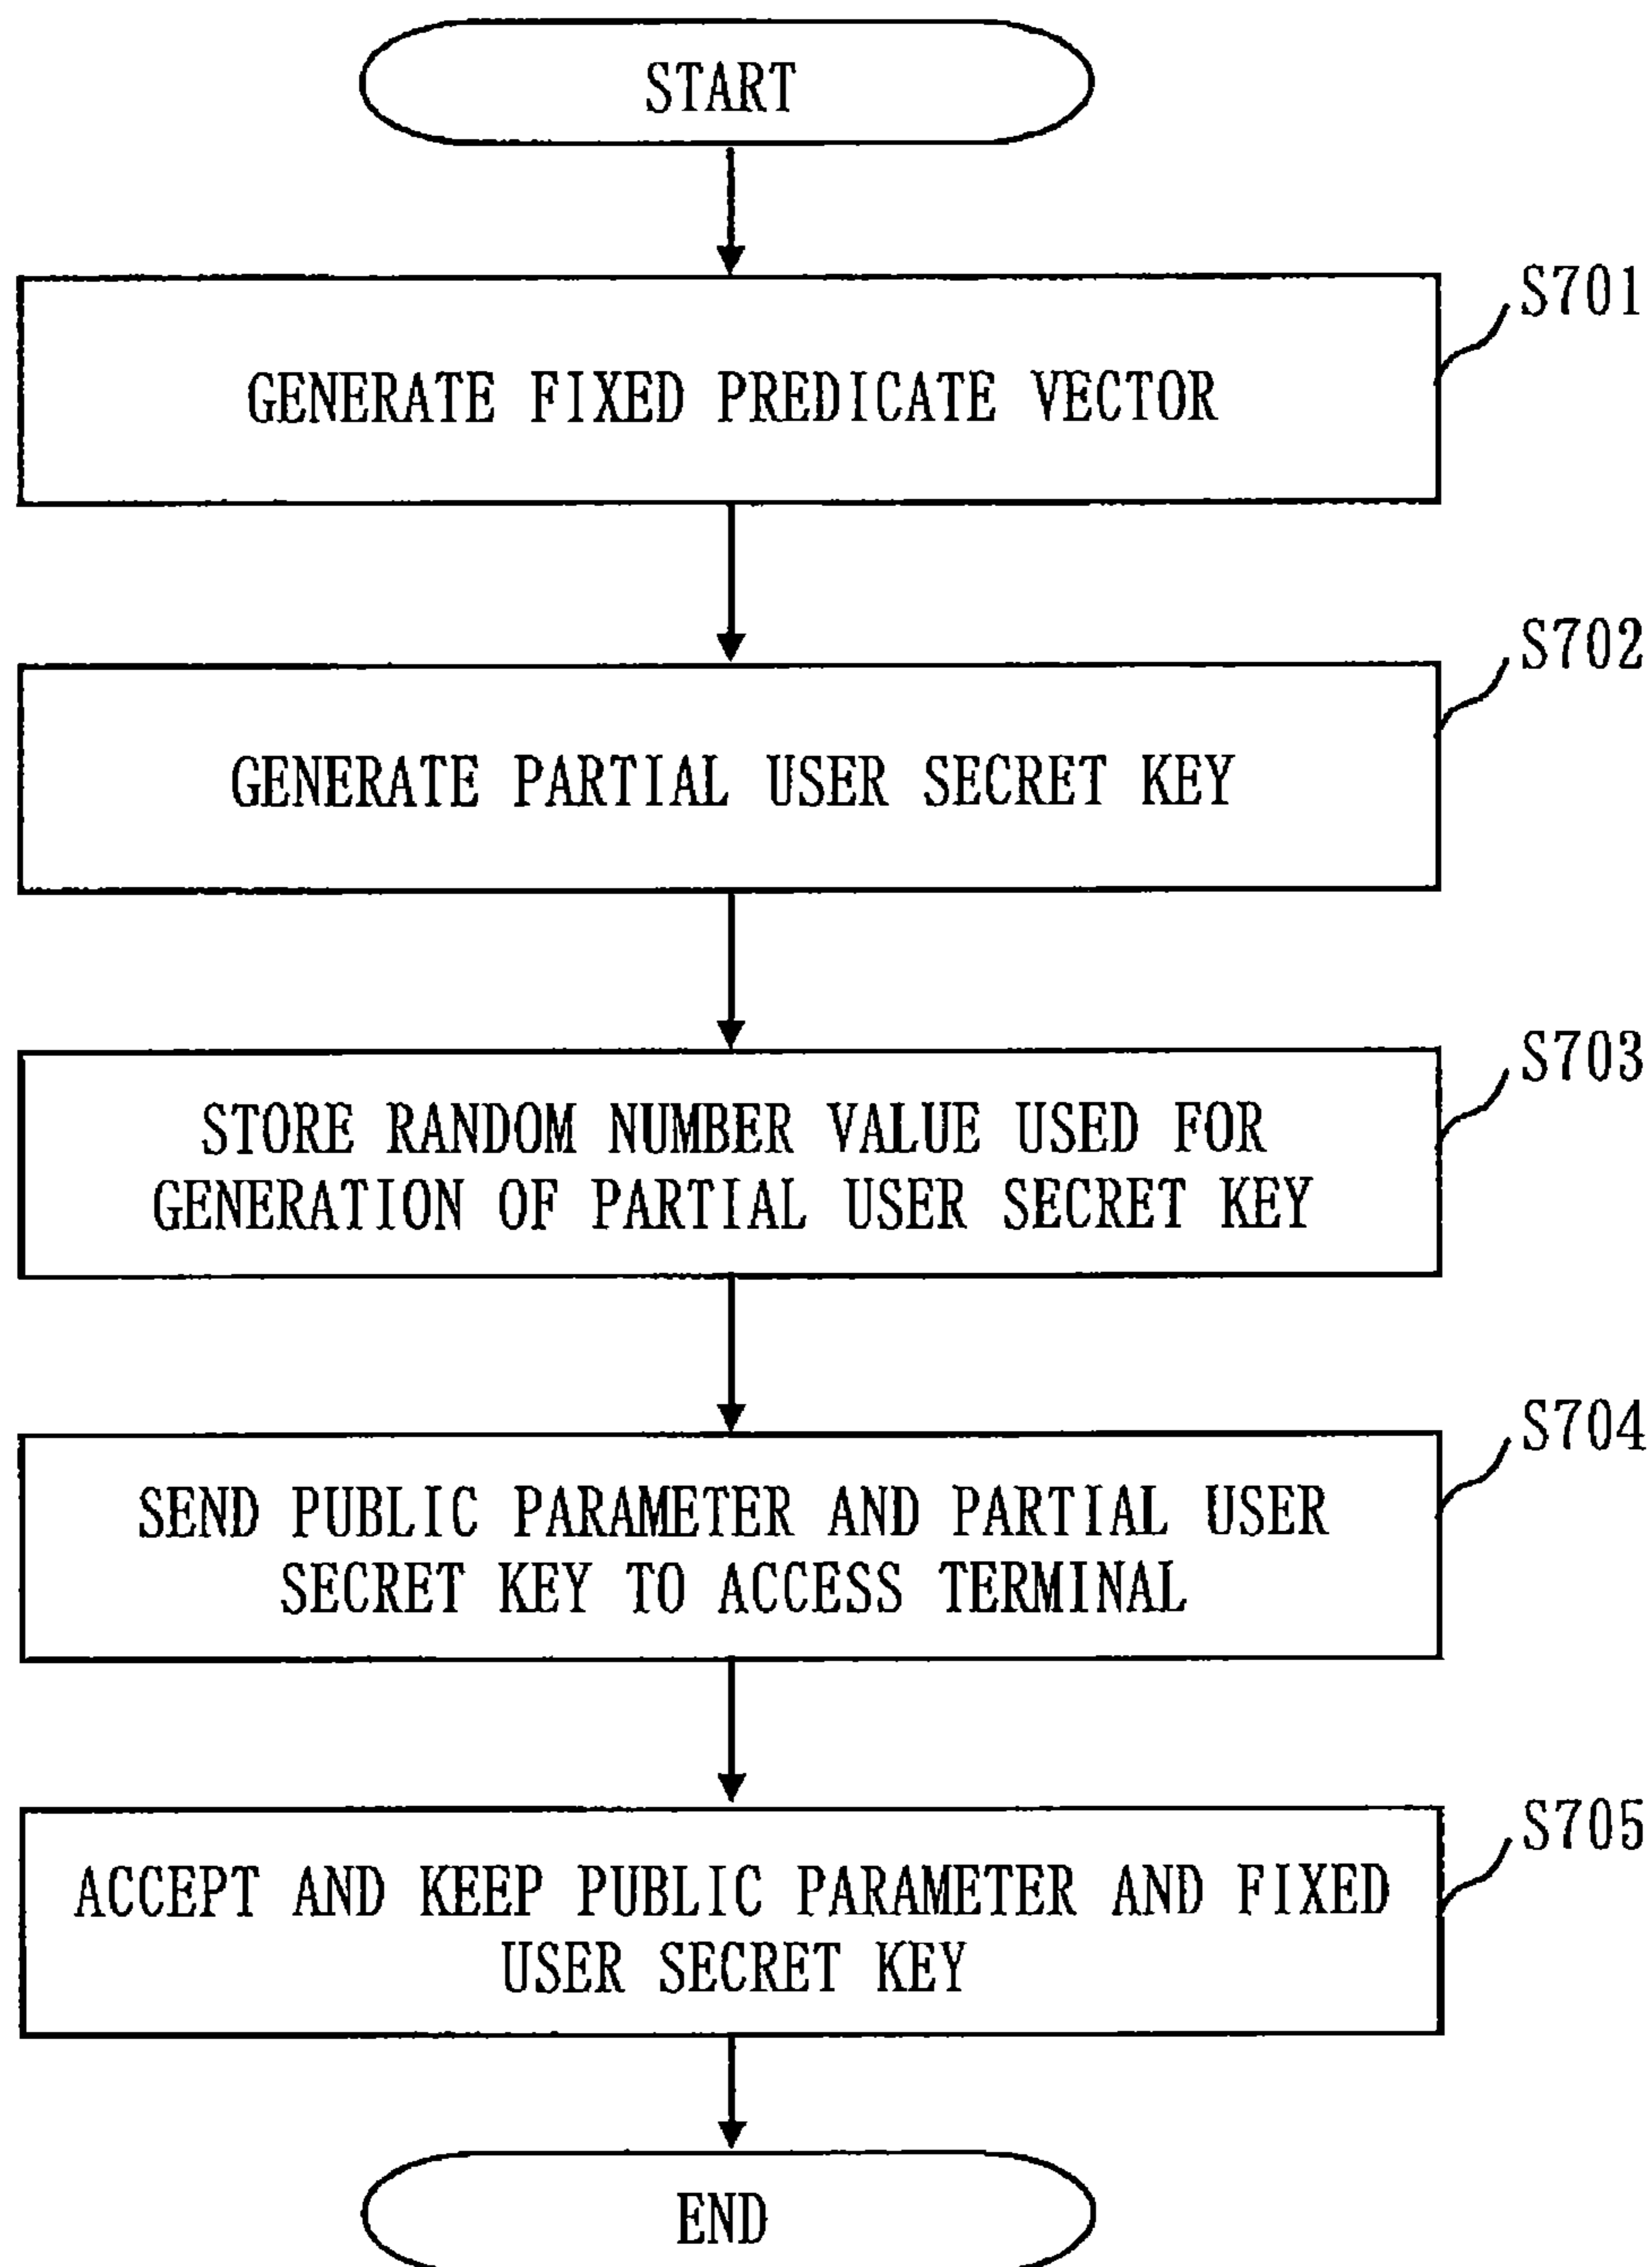 START
S701
GENERATE FIXED PREDICATE VECTOR
S702
GENERATE PARTIAL USER SECRET KEY
S703
STORE RANDOM NUMBER VALUE USED FOR
GENERATION OF PARTIAL USER SECRET KEY
S704
SEND PUBLIC PARAMETER AND PARTIAL USER
SECRET KEY TO ACCESS TERMINAL
S705
ACCEPT AND KEEP PUBLIC PARAMETER AND FIXED
USER SECRET KEY
END